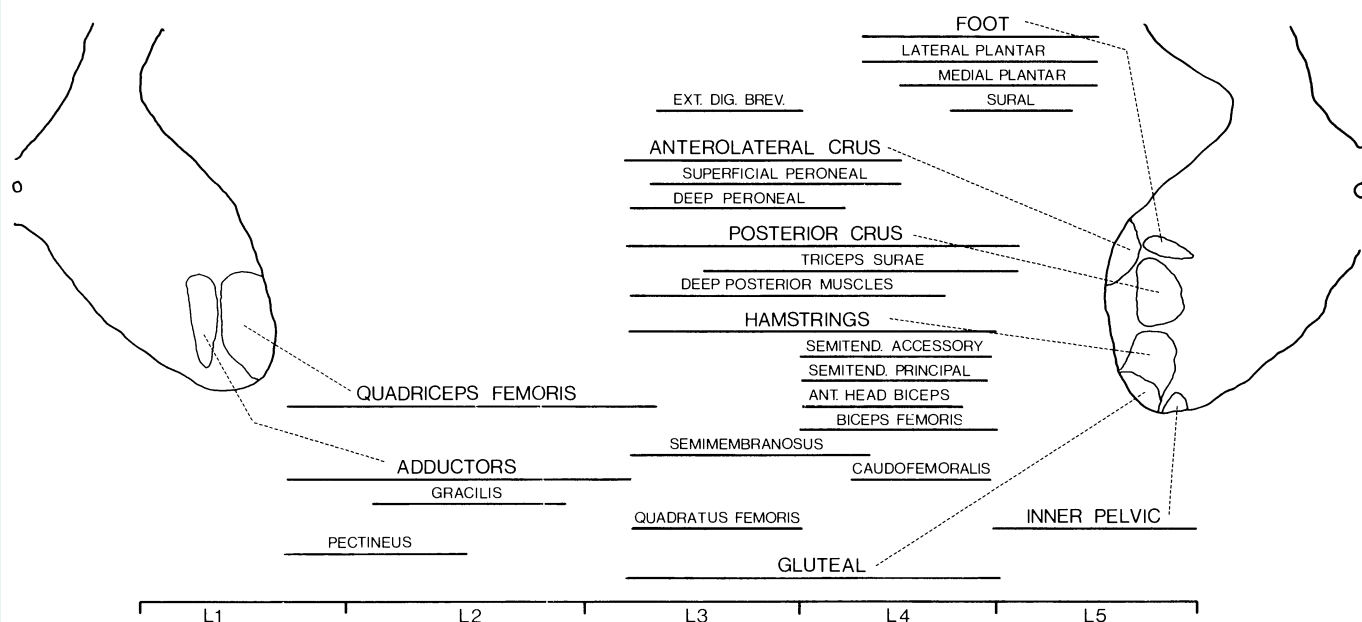 FOOT
LATERAL PLANTAR
MEDIAL PLANTAR
EXT. DIG. BREV.
SURAL
ANTEROLATERAL CRUS
SUPERFICIAL PERONEAL
DEEP PERONEAL
POSTERIOR CRUS
TRICEPS SURAE
DEEP POSTERIOR MUSCLES
HAMSTRINGS
SEMITEND. ACCESSORY
SEMITEND. PRINCIPAL
QUADRICEPS FEMORIS
ANT. HEAD BICEPS
BICEPS FEMORIS
SEMIMEMBRANOSUS
ADDUCTORS
CAUDOFEMORALIS
GRACILIS
QUADRATUS FEMORIS
INNER PELVIC
PECTINEUS
GLUTEAL
L1 L2 L3 L4 L5